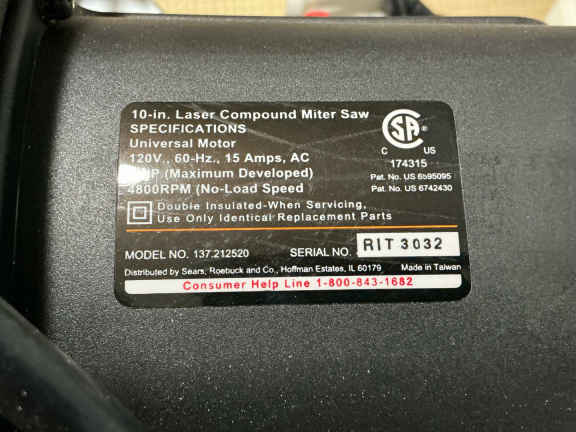 10-in. Laser Compound Miter Saw
SPECIFICATIONS
Universal Motor
120V., 60-Hz., 15 Amps, AC
(Maximum Developed)
4800RPM (No-Load Speed
Double Insulated-When Servicing,
Use Only Identical Replacement Parts
SA®
C US
174315
Pat. No. US 6595095
Pat. No. US 6742430
MODEL NO. 137.212520 SERIAL NO. RIT 3032
Distributed by Sears, Roebuck and Co., Hoffman Estates, IL 60179 Made in Taiwan
Consumer Help Line 1-800-843-1682